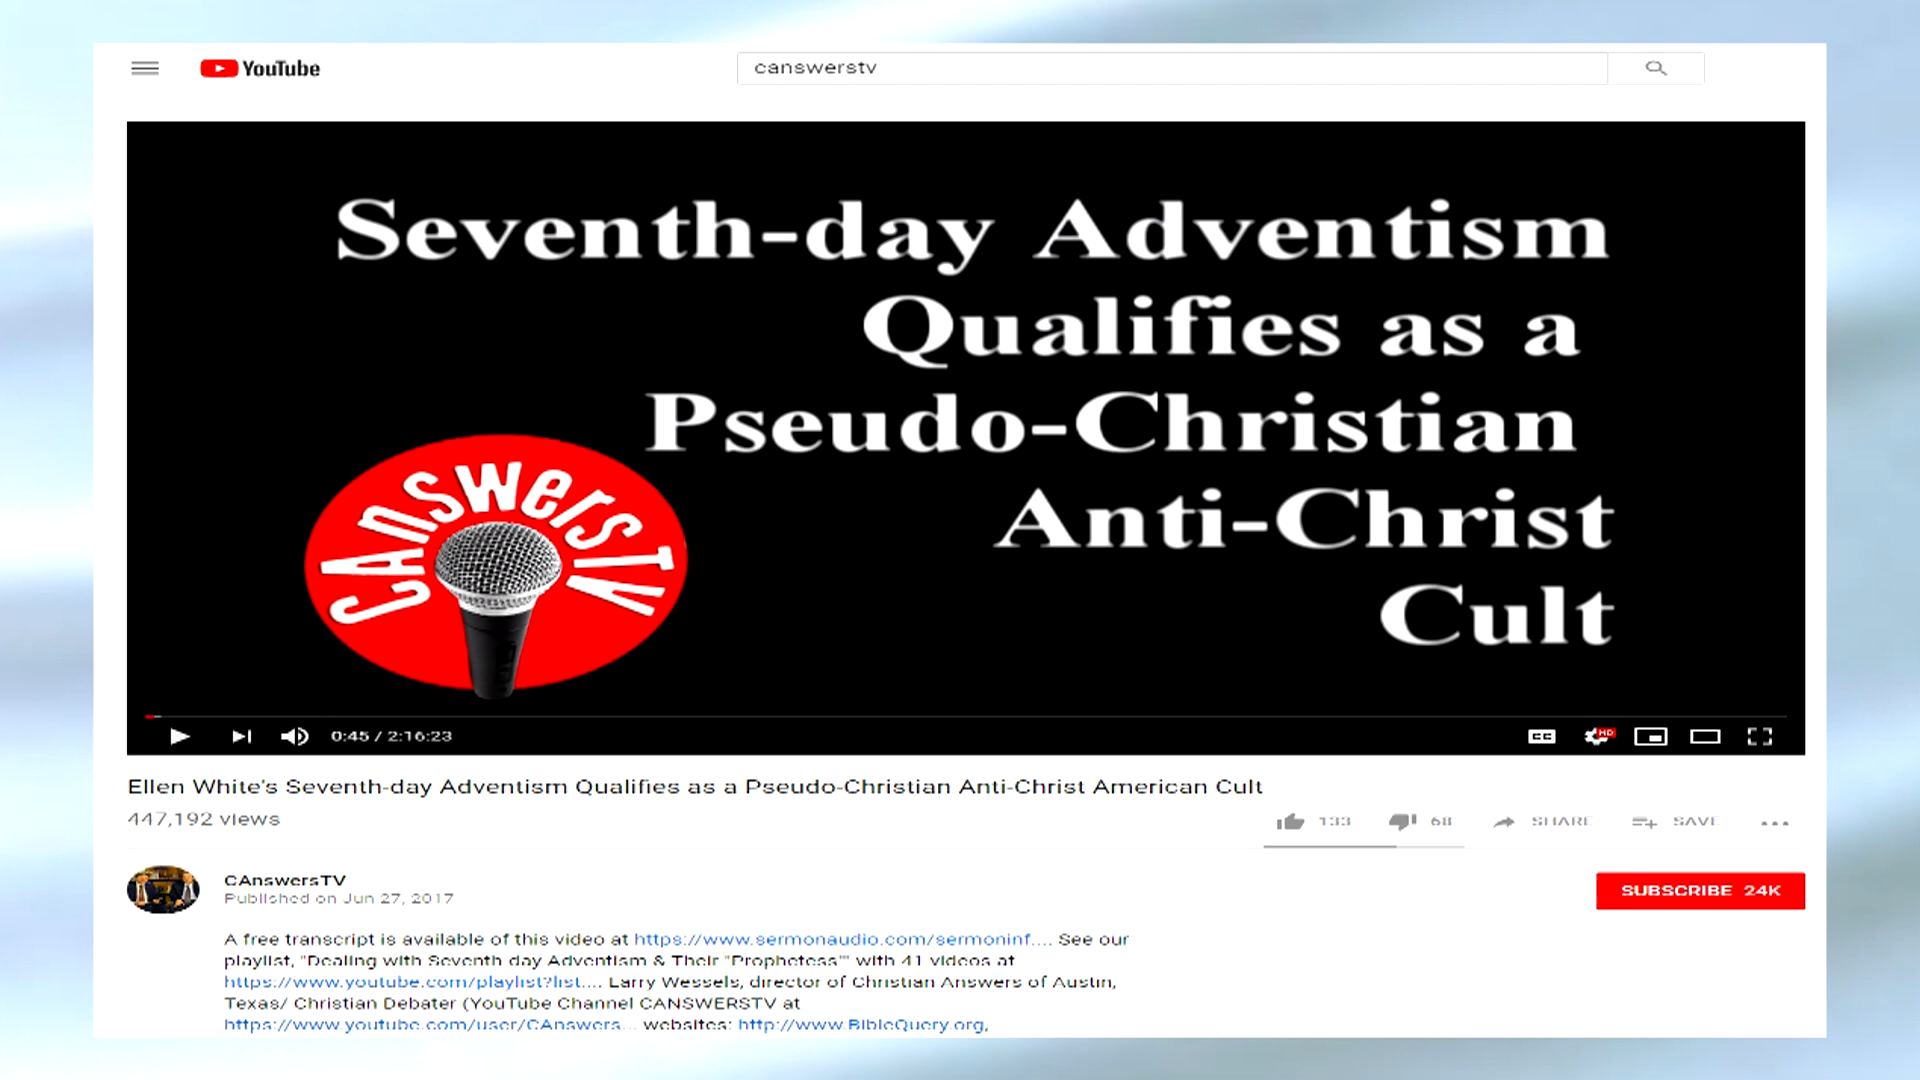 YouTube
canswerstv
Seventh-day Adventism
Qualifies as a
Pseudo-Christian
Anti-Christ
Cult
CAnswersTV
0:45 / 2:16:23
CC
HD
Ellen White's Seventh-day Adventism Qualifies as a Pseudo-Christian Anti-Christ American Cult
447,192 views
133
68
SHARE
SAVE
CAnswersTV
Published on Jun 27, 2017
SUBSCRIBE 24K
A free transcript is available of this video at https://www.sermonaudio.com/sermoninf.... See our
playlist, "Dealing with Seventh day Adventism & Their "Prophetess"" with 41 videos at
https://www.youtube.com/playlist?list.... Larry Wessels, director of Christian Answers of Austin,
Texas/ Christian Debater (YouTube Channel CANSWERSTV at
https://www.youtube.com/user/CAnswers... websites: http://www.BibleQuery.org,